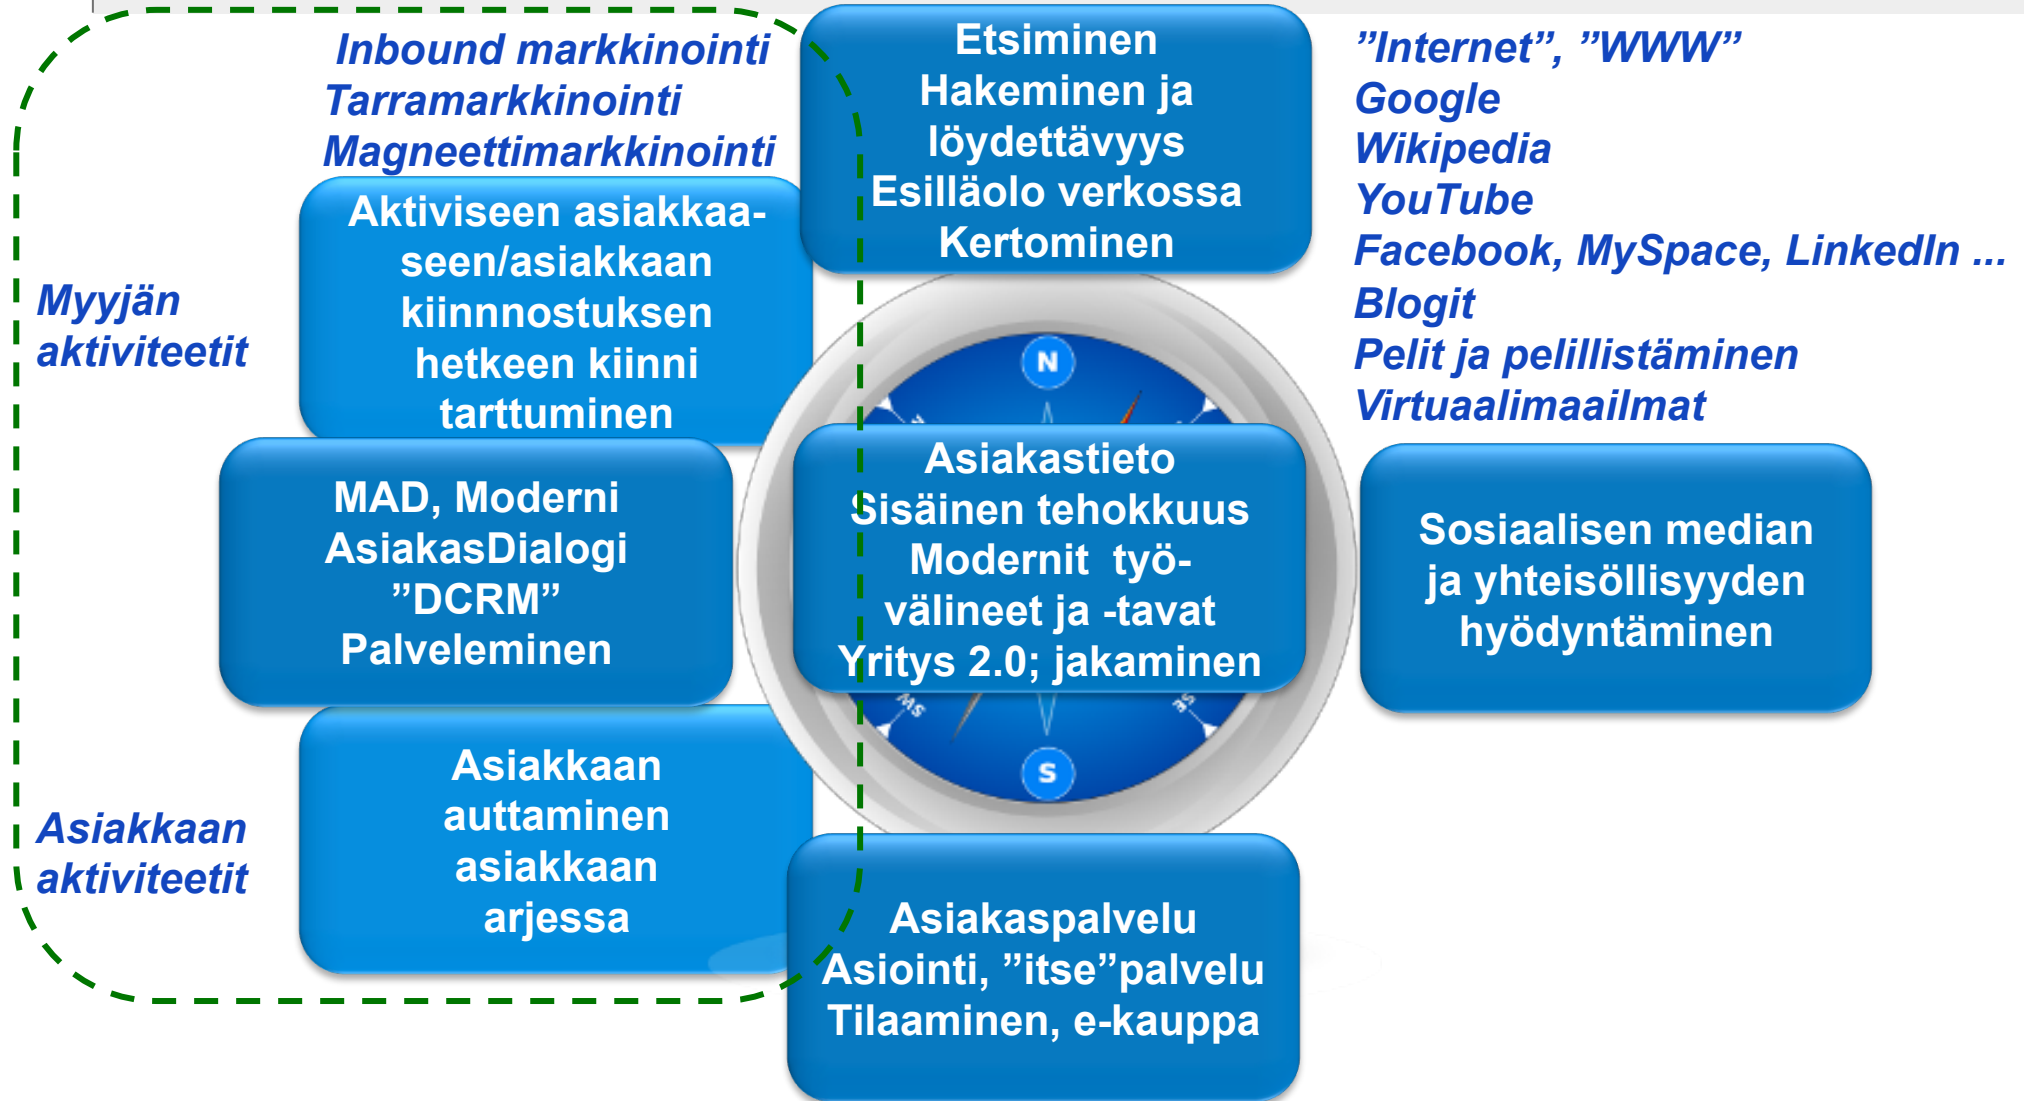 Inbound markkinointi
Tarramarkkinointi
Magneettimarkkinointi
Etsiminen
Hakeminen ja
löydettävyys
Esilläolo verkossa
Kertominen
”Internet”, ”WWW”
Google
Wikipedia
YouTube
Facebook, MySpace, LinkedIn ...
Blogit
Pelit ja pelillistäminen
Virtuaalimaailmat
Myyjän
aktiviteetit
Aktiviseen asiakkaa-
seen/asiakkaan
kiinnnostuksen
hetkeen kiinni
tarttuminen
N
MAD, Moderni
AsiakasDialogi
”DCRM”
Palveleminen
Asiakastieto
Sisäinen tehokkuus
Modernit työ-
välineet ja -tavat
Yritys 2.0; jakaminen
Sosiaalisen median
ja yhteisöllisyyden
hyödyntäminen
SW
SE
S
Asiakkaan
aktiviteetit
Asiakkaan
auttaminen
asiakkaan
arjessa
Asiakaspalvelu
Asiointi, ”itse”palvelu
Tilaaminen, e-kauppa